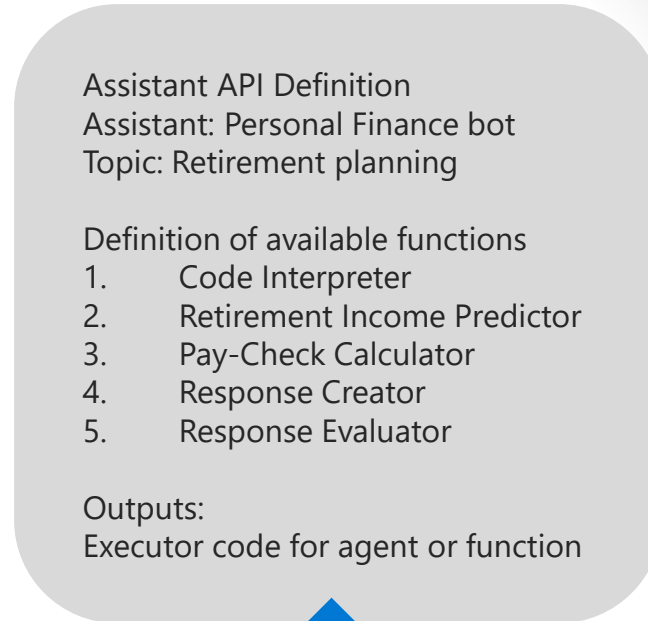 Assistant API Definition
Assistant: Personal Finance bot
Topic: Retirement planning
Definition of available functions
1. Code Interpreter
2. Retirement Income Predictor
3. Pay-Check Calculator
4. Response Creator
5. Response Evaluator
Outputs:
Executor code for agent or function